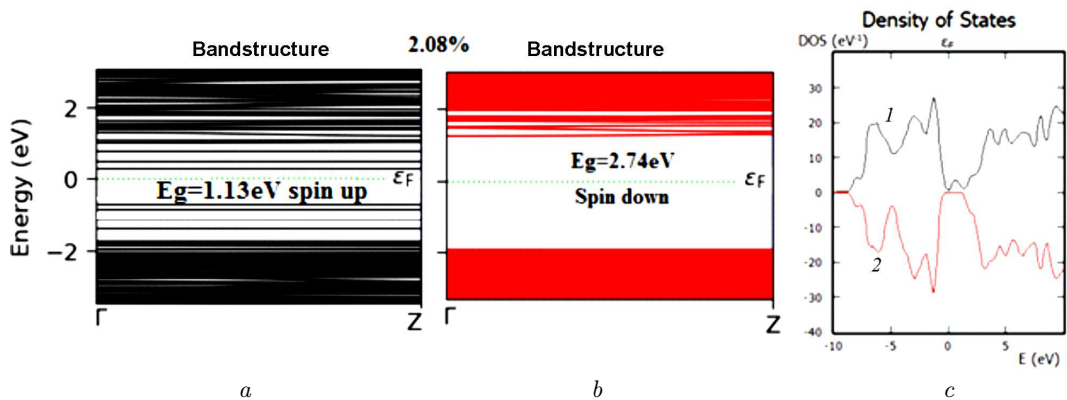 Bandstructure
2.08%
Bandstructure
Energy (eV)
2
0
−2
Eg=1.13eV spin up
εF
Γ
Z
Eg=2.74eV
Spin down
εF
Γ
Z
Density of States
DOS (eV⁻¹)
εF
40
30
20
10
0
-10
-20
-30
-40
1
2
-10
-5
0
5
10
E (eV)
a
b
c